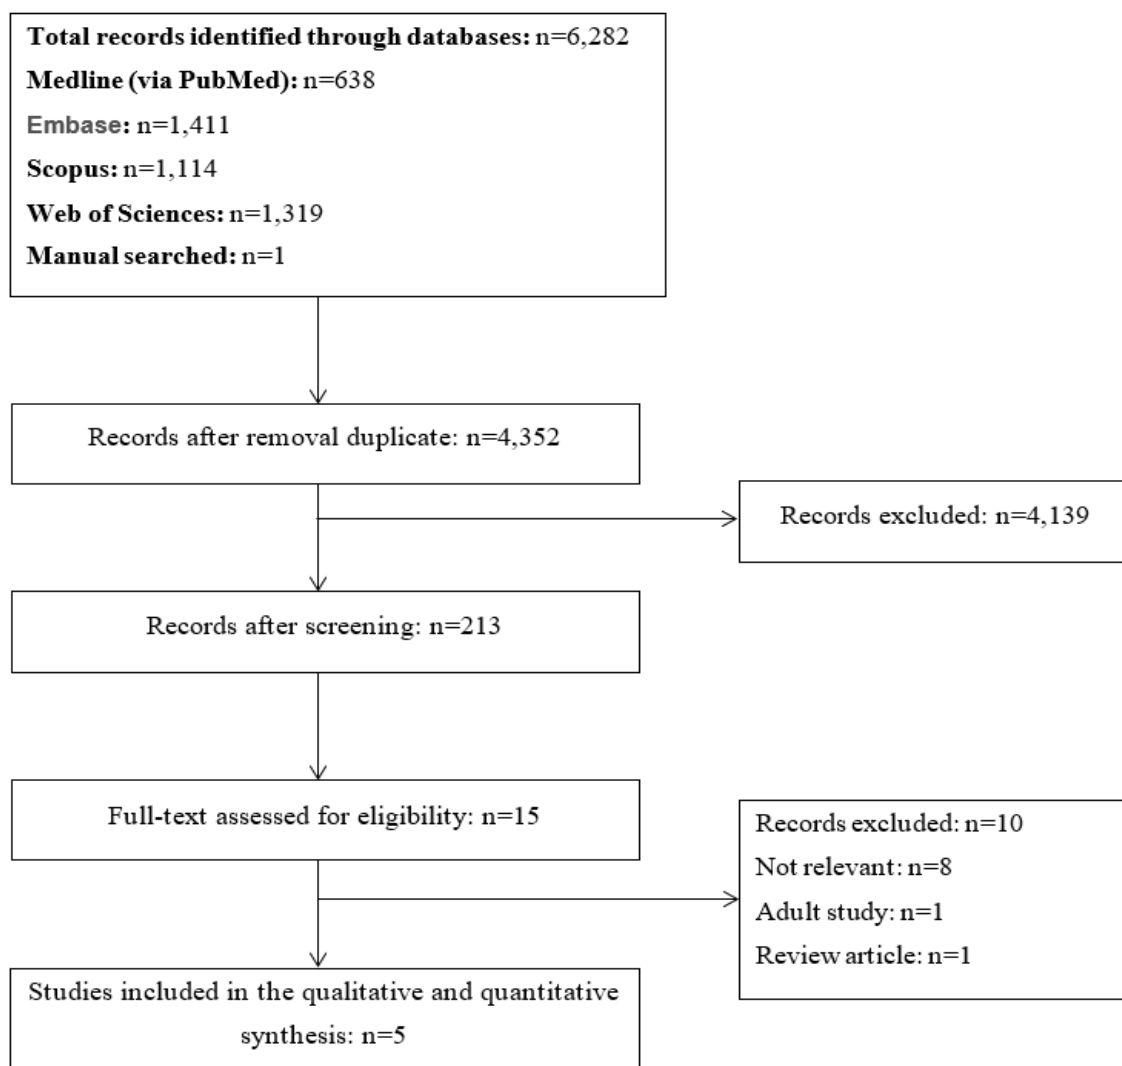 Total records identified through databases: n=6,282
Medline (via PubMed): n=638
Embase: n=1,411
Scopus: n=1,114
Web of Sciences: n=1,319
Manual searched: n=1
Records after removal duplicate: n=4,352
Records excluded: n=4,139
Records after screening: n=213
Full-text assessed for eligibility: n=15
Records excluded: n=10
Not relevant: n=8
Adult study: n=1
Review article: n=1
Studies included in the qualitative and quantitative
synthesis: n=5